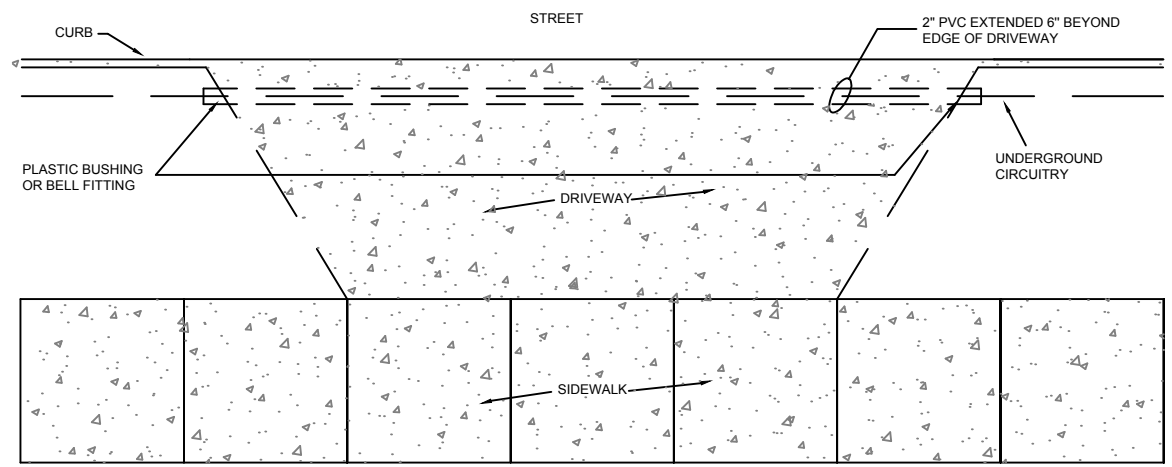 STREET
CURB
2" PVC EXTENDED 6" BEYOND
EDGE OF DRIVEWAY
PLASTIC BUSHING
OR BELL FITTING
UNDERGROUND
CIRCUITRY
DRIVEWAY
SIDEWALK